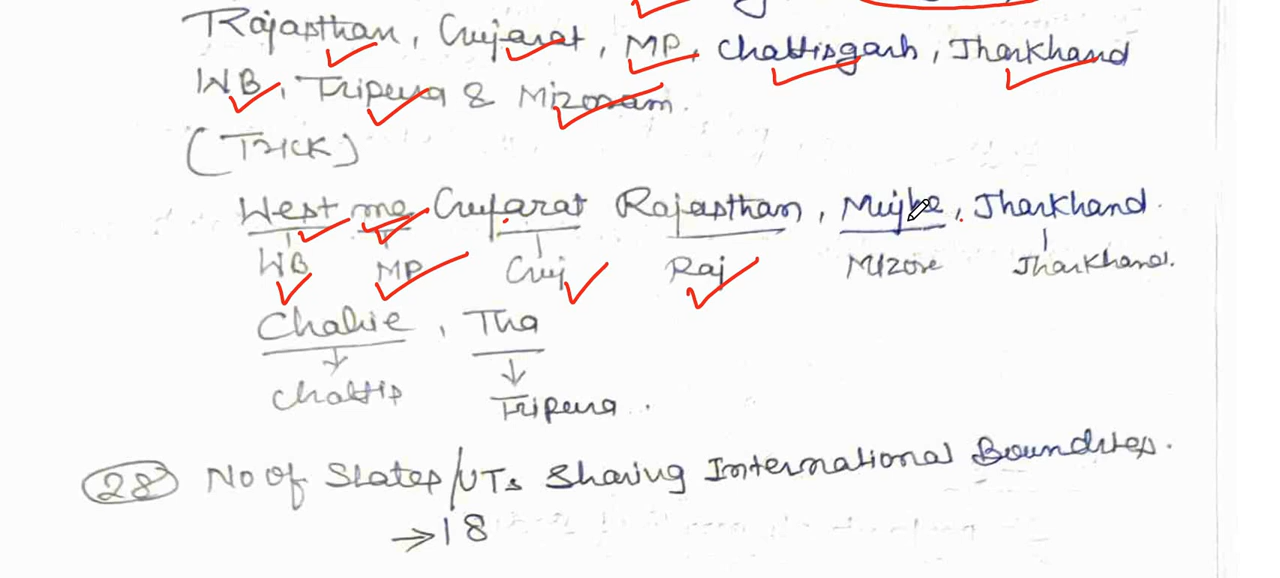 Rajasthan, Gujarat, MP, Chattisgarh, Jharkhand
WB, Tripura & Mizoram.
(Trick)
West me Gujarat Rajasthan, Mujhe, Jharkhand.
WB MP Guj Raj Mizore Jharkhand.
Chahie, Tha
Chattis Tripura.
28 No of States/UTs Sharing International Boundries.
→18